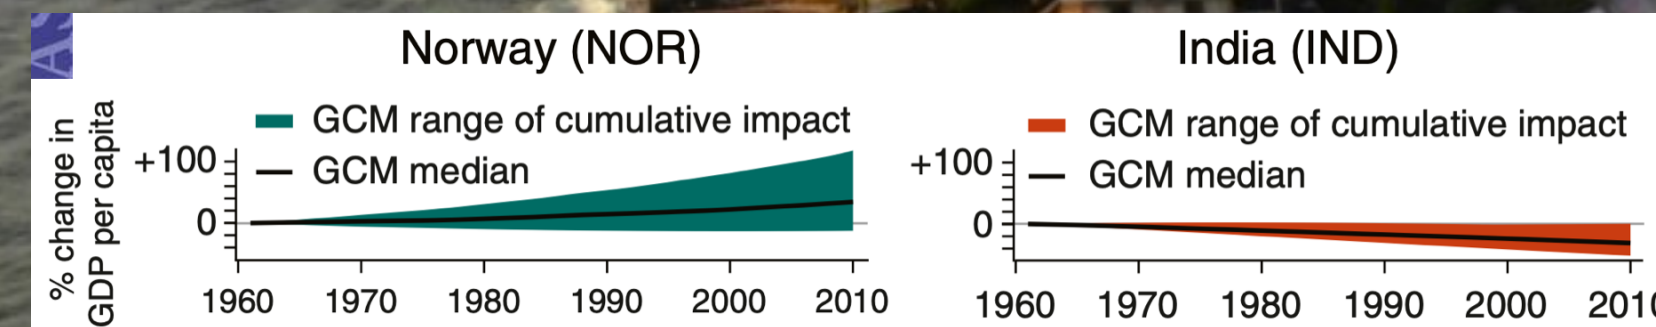 Norway (NOR)
% change in
GDP per capita
GCM range of cumulative impact
GCM median
+100
0
1960 1970 1980 1990 2000 2010
India (IND)
GCM range of cumulative impact
GCM median
+100
0
1960 1970 1980 1990 2000